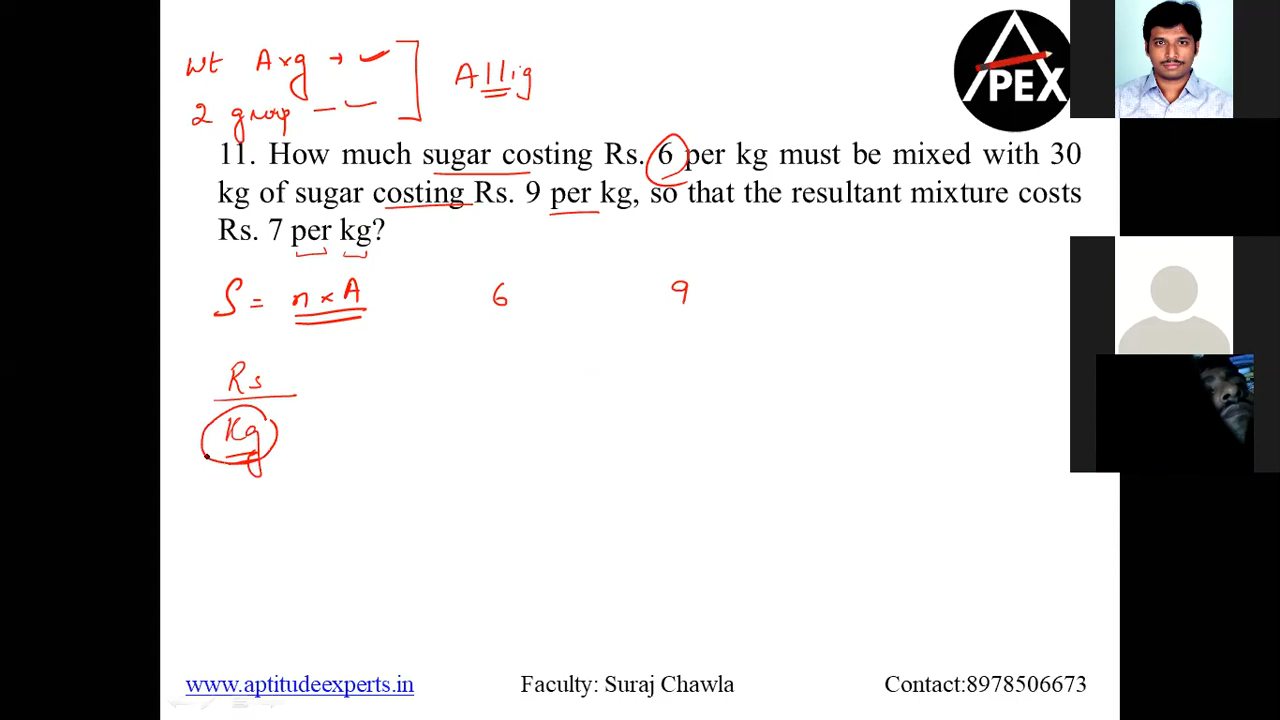 wt Avg →
2 group –
Allig
PEX
11. How much sugar costing Rs. 6 per kg must be mixed with 30
kg of sugar costing Rs. 9 per kg, so that the resultant mixture costs
Rs. 7 per kg?
S = n × A
6
9
Rs
Kg
www.aptitudeexperts.in
Faculty: Suraj Chawla
Contact:8978506673